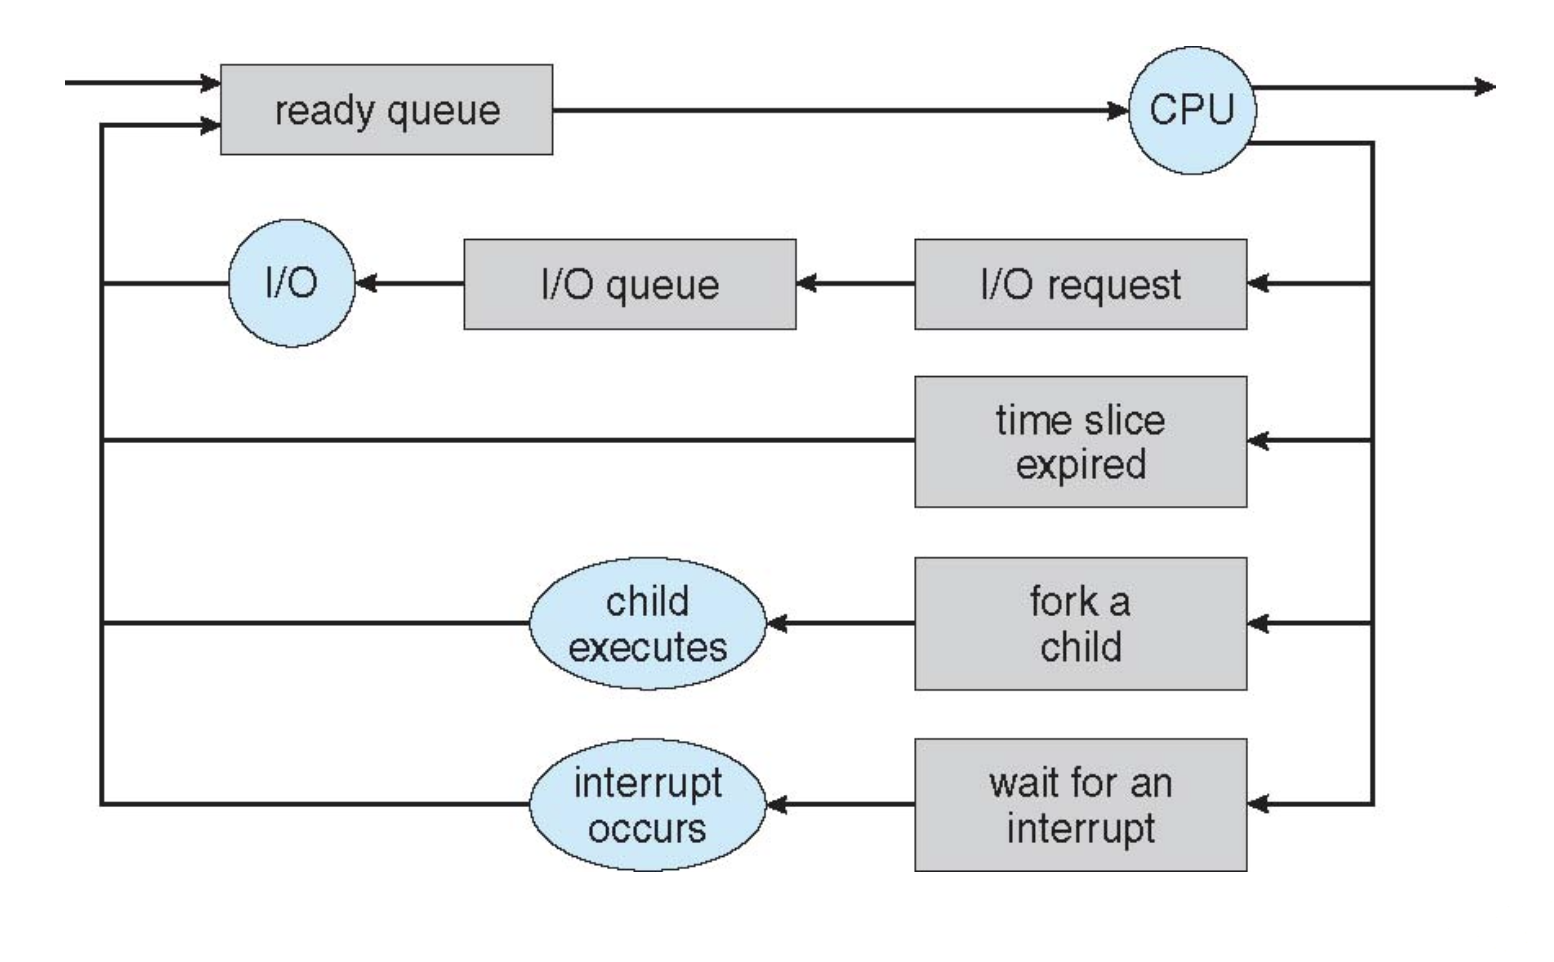 ready queue
CPU
I/O
I/O queue
I/O request
time slice
expired
child
executes
fork a
child
interrupt
occurs
wait for an
interrupt